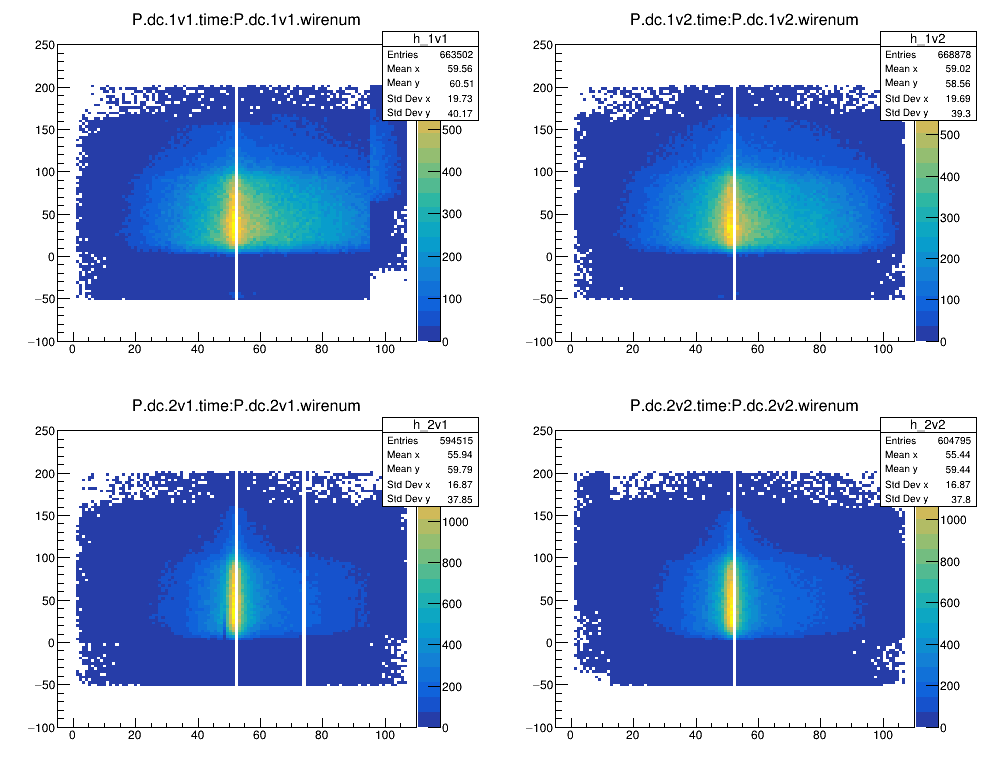 P.dc.1v1.time:P.dc.1v1.wirenum
h_1v1
Entries 663502
Mean x 59.56
Mean y 60.51
Std Dev x 19.73
Std Dev y 40.17
250
200
150
100
50
0
−50
−100
0 20 40 60 80 100
500
400
300
200
100
0
P.dc.1v2.time:P.dc.1v2.wirenum
h_1v2
Entries 668878
Mean x 59.02
Mean y 58.56
Std Dev x 19.69
Std Dev y 39.3
250
200
150
100
50
0
−50
−100
0 20 40 60 80 100
500
400
300
200
100
0
P.dc.2v1.time:P.dc.2v1.wirenum
h_2v1
Entries 594515
Mean x 55.94
Mean y 59.79
Std Dev x 16.87
Std Dev y 37.85
250
200
150
100
50
0
−50
−100
0 20 40 60 80 100
1000
800
600
400
200
0
P.dc.2v2.time:P.dc.2v2.wirenum
h_2v2
Entries 604795
Mean x 55.44
Mean y 59.44
Std Dev x 16.87
Std Dev y 37.8
250
200
150
100
50
0
−50
−100
0 20 40 60 80 100
1000
800
600
400
200
0